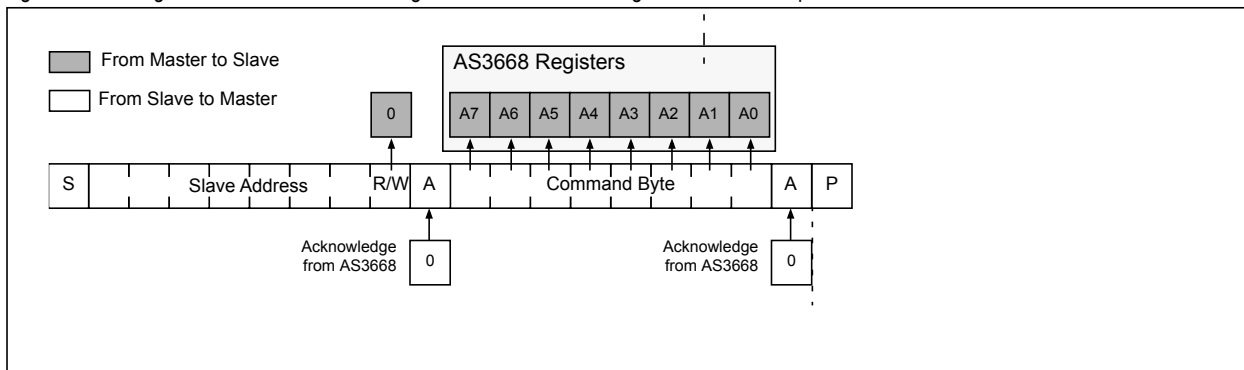 From Master to Slave
From Slave to Master
AS3668 Registers
0 A7 A6 A5 A4 A3 A2 A1 A0
S Slave Address R/W A Command Byte A P
Acknowledge from AS3668 0
Acknowledge from AS3668 0